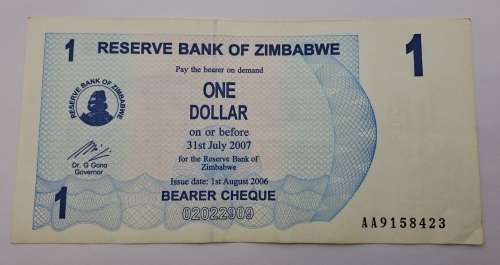 1 RESERVE BANK OF ZIMBABWE 1
Pay the bearer on demand
RESERVE BANK OF ZIMBABWE
ONE
DOLLAR
on or before
31st July 2007
for the Reserve Bank of
Zimbabwe
Dr. G Gono
Governor
Issue date: 1st August 2006
1 BEARER CHEQUE
02022909
AA9158423